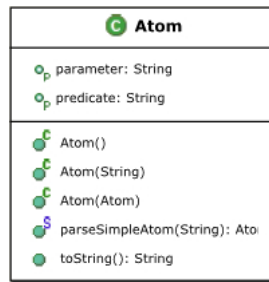 C Atom
P parameter: String
P predicate: String
C Atom()
C Atom(String)
C Atom(Atom)
S parseSimpleAtom(String): Ato
toString(): String